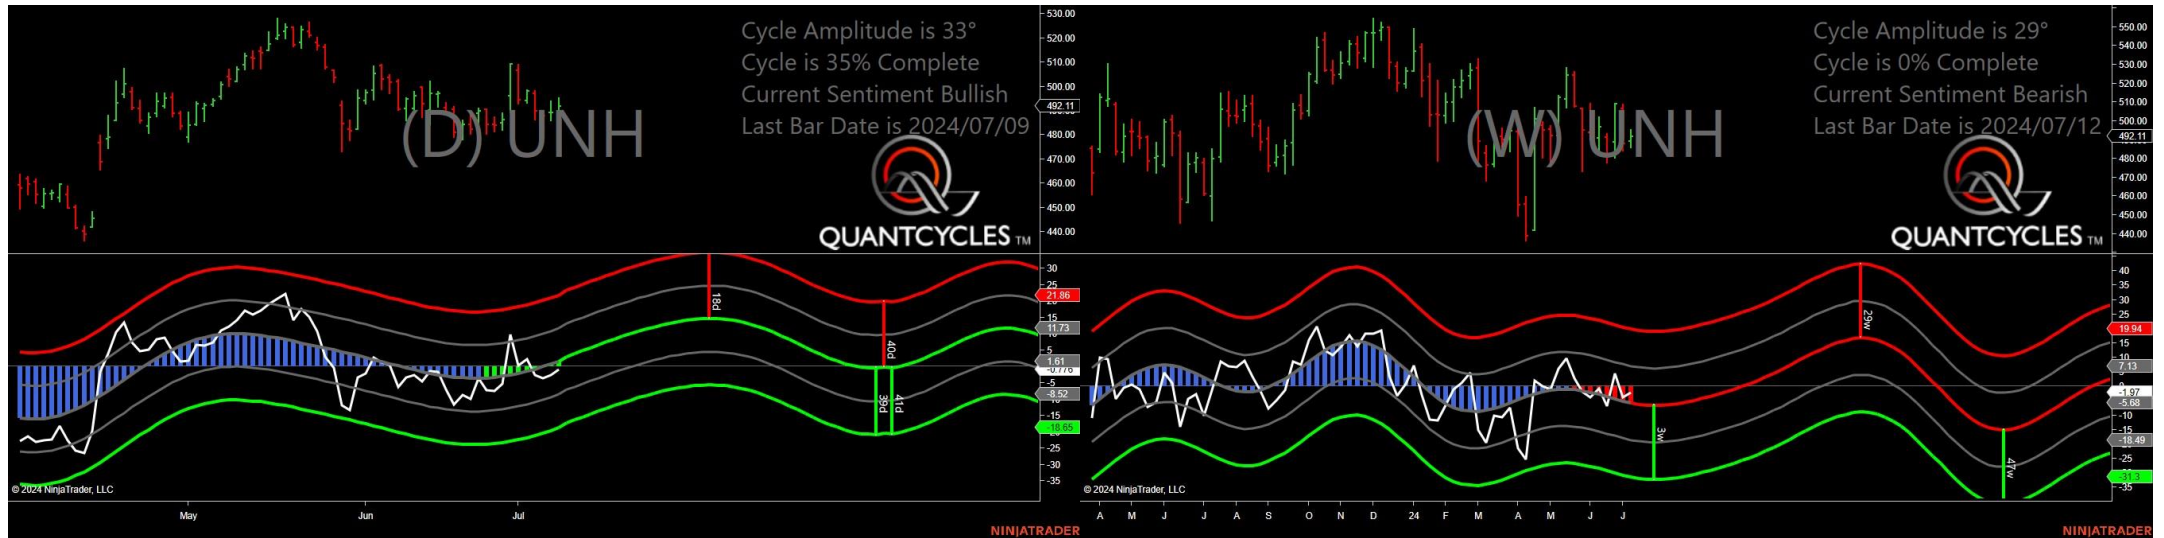 Cycle Amplitude is 33°
Cycle is 35% Complete
Current Sentiment Bullish
Last Bar Date is 2024/07/09
(D) UNH
QUANTCYCLES TM
530.00
520.00
510.00
500.00
492.11
480.00
470.00
460.00
450.00
440.00
30
21.86
15
11.73
5
1.61
-0.776
-5
-8.52
-15
-18.65
-25
-30
-35
18d
40d
39d
41d
© 2024 NinjaTrader, LLC
May
Jun
Jul
NINJATRADER
Cycle Amplitude is 29°
Cycle is 0% Complete
Current Sentiment Bearish
Last Bar Date is 2024/07/12
(W) UNH
QUANTCYCLES TM
550.00
540.00
530.00
520.00
510.00
500.00
492.11
480.00
470.00
460.00
450.00
440.00
40
35
30
25
19.94
15
10
7.13
-1.97
-5.68
-10
-15
-18.49
-25
-31.3
-35
29w
3w
47w
© 2024 NinjaTrader, LLC
A M J J A S O N D 24 F M A M J J
NINJATRADER